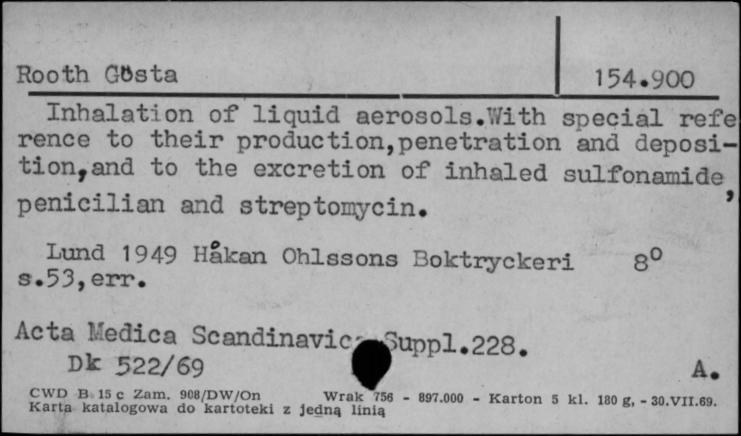 Rooth Gösta
154.900
Inhalation of liquid aerosols.With special refe
rence to their production,penetration and deposi-
tion,and to the excretion of inhaled sulfonamide,
penicilian and streptomycin.
Lund 1949 Håkan Ohlssons Boktryckeri 8°
s.53,err.
Acta Medica Scandinavica Suppl.228.
Dk 522/69
A.
CWD B 15 c Zam. 908/DW/On Wrak 756 - 897.000 - Karton 5 kl. 180 g, - 30.VII.69.
Karta katalogowa do kartoteki z jedną linią